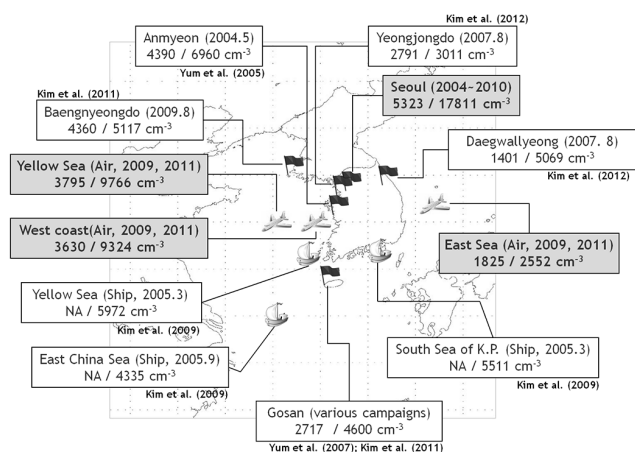 Kim et al. (2012)
Anmyeon (2004.5)
4390 / 6960 cm-3
Yum et al. (2005)
Yeongjongdo (2007.8)
2791 / 3011 cm-3
Seoul (2004~2010)
5323 / 17811 cm-3
Kim et al. (2011)
Baengnyeongdo (2009.8)
4360 / 5117 cm-3
Daegwallyeong (2007. 8)
1401 / 5069 cm-3
Kim et al. (2012)
Yellow Sea (Air, 2009, 2011)
3795 / 9766 cm-3
West coast(Air, 2009, 2011)
3630 / 9324 cm-3
East Sea (Air, 2009, 2011)
1825 / 2552 cm-3
Yellow Sea (Ship, 2005.3)
NA / 5972 cm-3
Kim et al. (2009)
East China Sea (Ship, 2005.9)
NA / 4335 cm-3
Kim et al. (2009)
South Sea of K.P. (Ship, 2005.3)
NA / 5511 cm-3
Kim et al. (2009)
Gosan (various campaigns)
2717 / 4600 cm-3
Yum et al. (2007); Kim et al. (2011)